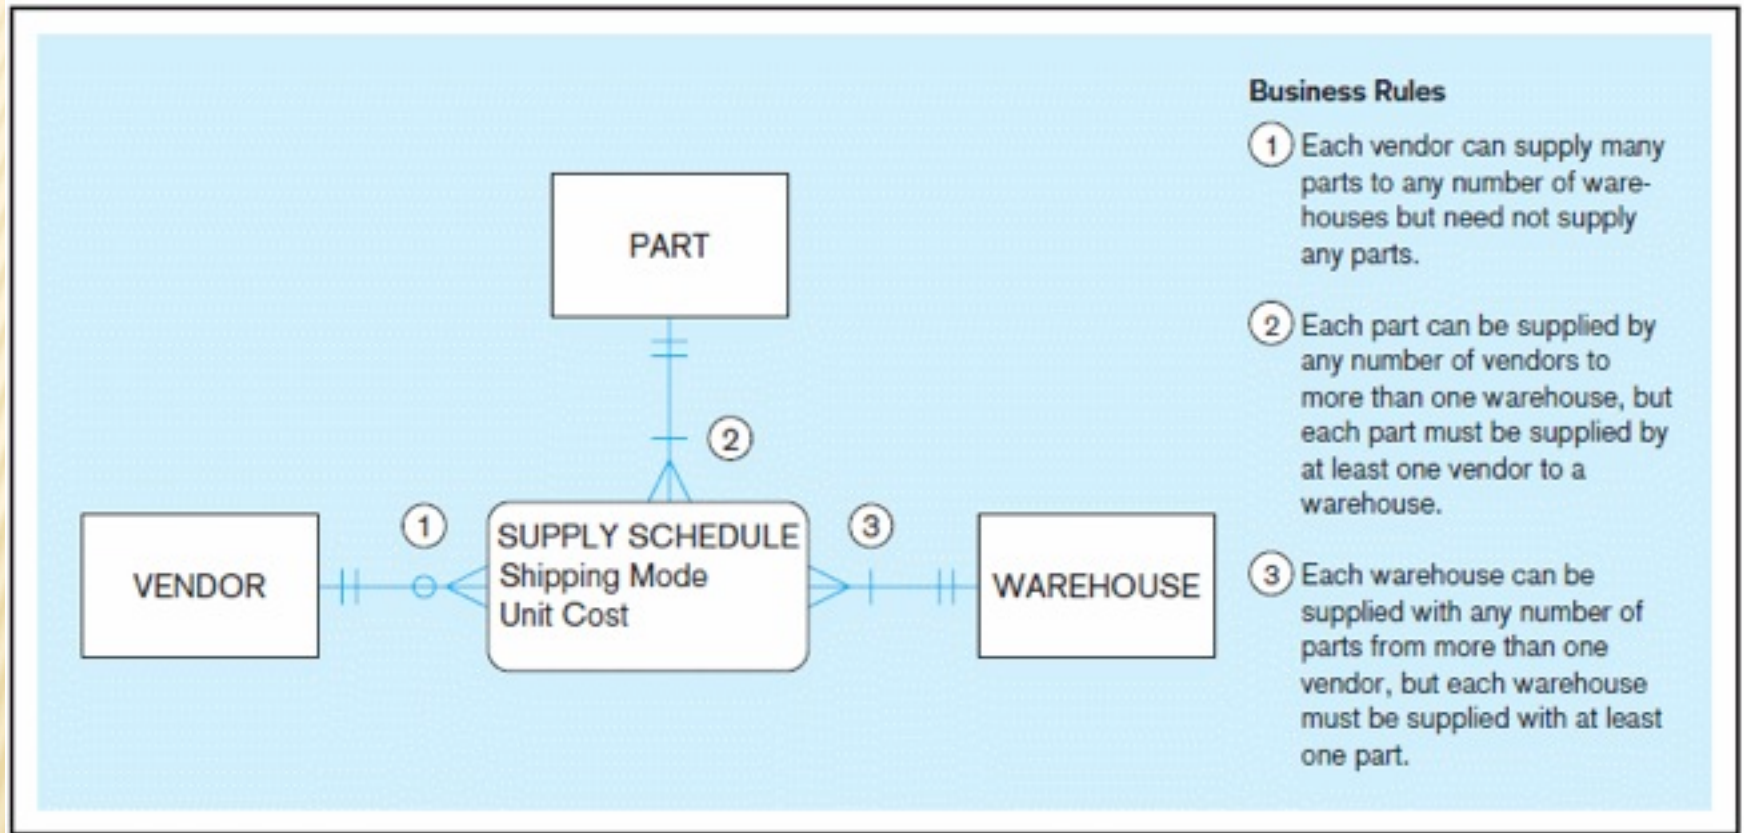 PART
2
1
SUPPLY SCHEDULE
Shipping Mode
Unit Cost
3
VENDOR
WAREHOUSE
Business Rules
1 Each vendor can supply many
parts to any number of ware-
houses but need not supply
any parts.
2 Each part can be supplied by
any number of vendors to
more than one warehouse, but
each part must be supplied by
at least one vendor to a
warehouse.
3 Each warehouse can be
supplied with any number of
parts from more than one
vendor, but each warehouse
must be supplied with at least
one part.